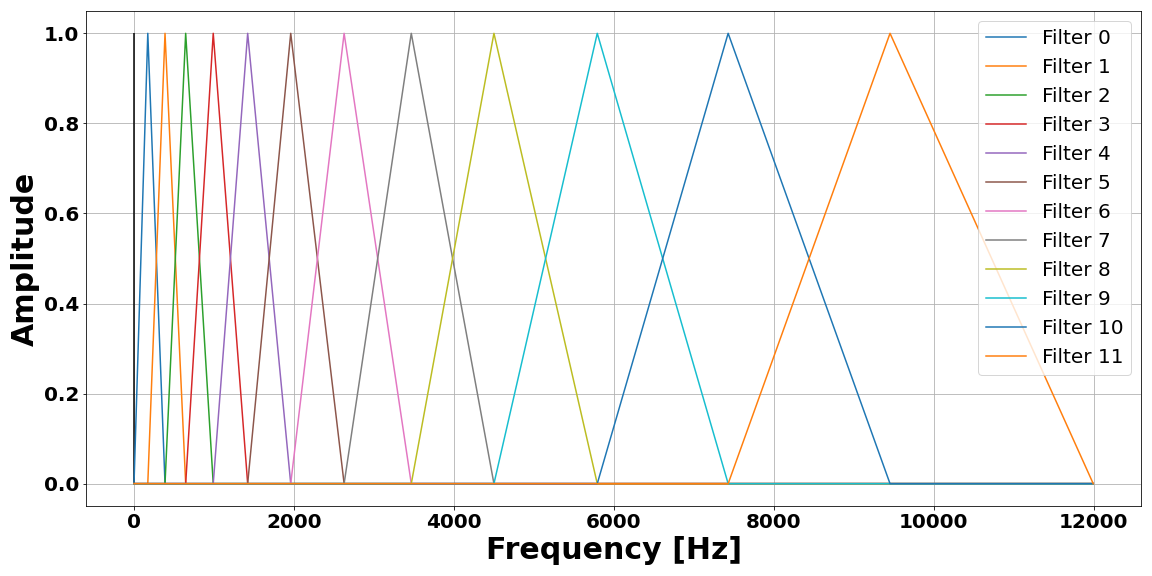 1.0
0.8
0.6
0.4
0.2
0.0
Amplitude
0 2000 4000 6000 8000 10000 12000
Frequency [Hz]
Filter 0
Filter 1
Filter 2
Filter 3
Filter 4
Filter 5
Filter 6
Filter 7
Filter 8
Filter 9
Filter 10
Filter 11